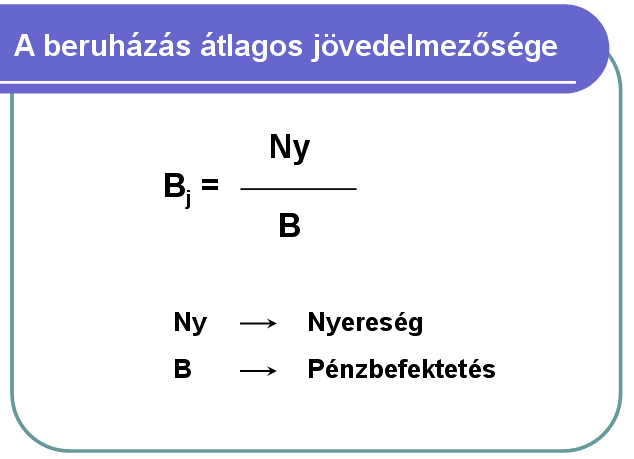 A beruházás átlagos jövedelmezősége
Ny
Bj =
B
Ny → Nyereség
B → Pénzbefektetés